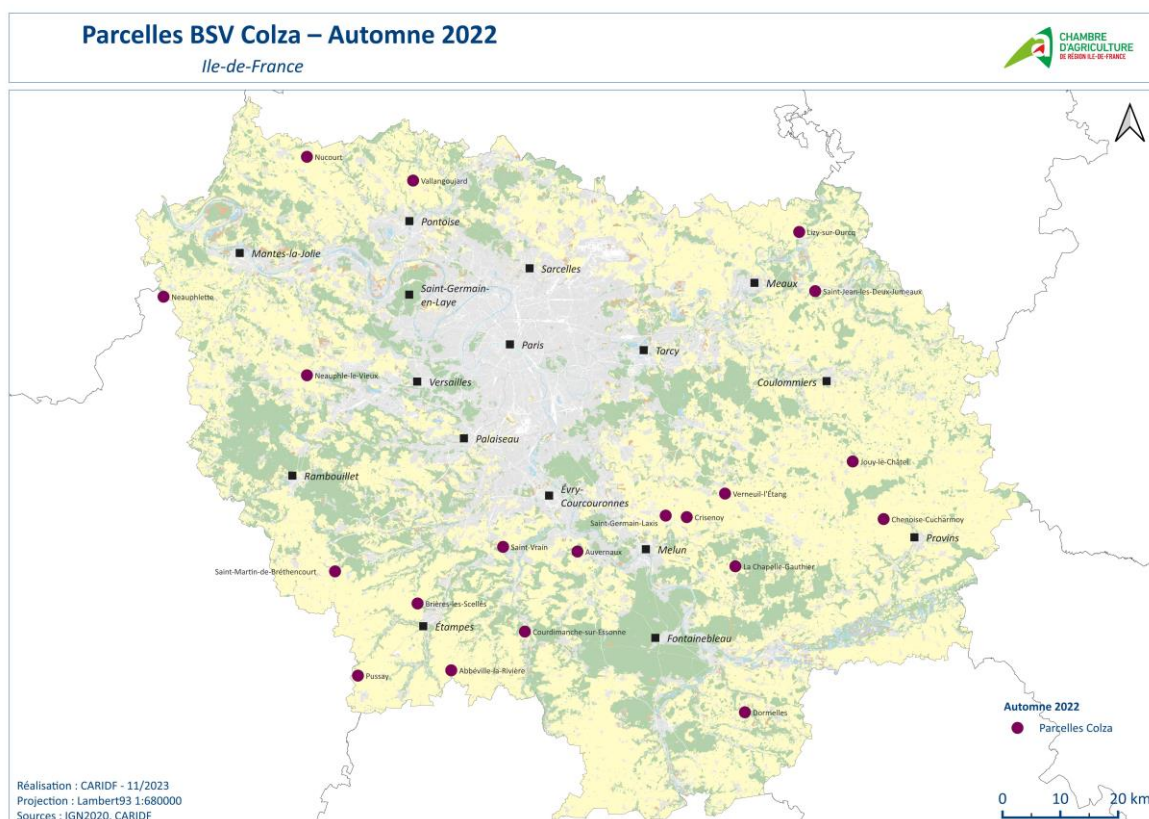 Parcelles BSV Colza – Automne 2022
Ile-de-France
CHAMBRE
D'AGRICULTURE
DE RÉGION ILE-DE-FRANCE
Nucourt
Vallangoujard
Pontoise
Lizy-sur-Ourcq
Mantes-la-Jolie
Sarcelles
Meaux
Saint-Germain-
en-Laye
Saint-Jean-les-Deux-Jumeaux
Neauphlette
Paris
Torcy
Neauphle-le-Vieux
Versailles
Coulommiers
Palaiseau
Jouy-le-Châtel
Rambouillet
Verneuil-l'Étang
Évry-
Courcouronnes
Saint-Germain-Laxis
Crisenoy
Chenoise-Cucharmoy
Provins
Saint-Vrain
Auvernaux
Melun
La Chapelle-Gauthier
Saint-Martin-de-Bréthencourt
Brières-les-Scellés
Étampes
Courdimanche-sur-Essonne
Fontainebleau
Abbéville-la-Rivière
Pussay
Dormelles
Automne 2022
Parcelles Colza
Réalisation : CARIDF - 11/2023
Projection : Lambert93 1:680000
Sources : IGN2020, CARIDF
0 10 20 km